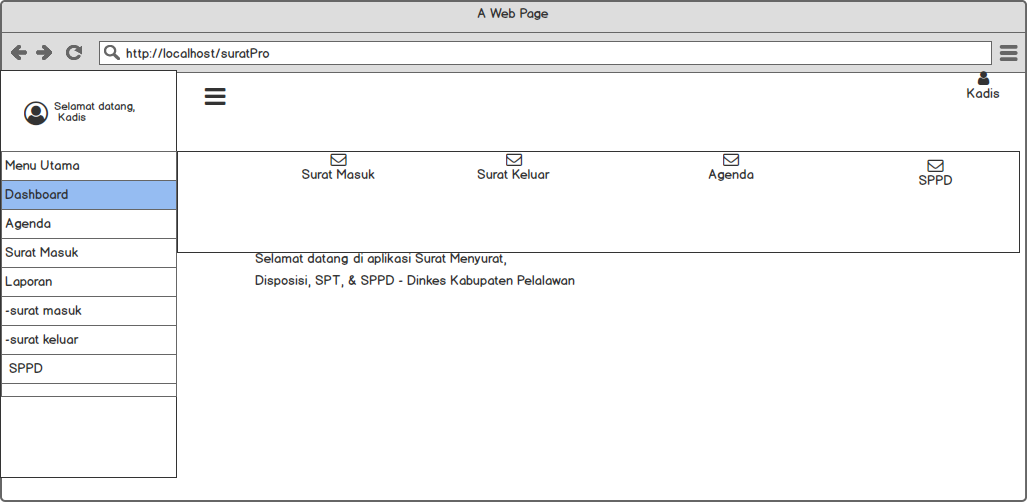 A Web Page
http://localhost/suratPro
Selamat datang,
Kadis
Kadis
Menu Utama
Dashboard
Agenda
Surat Masuk
Laporan
-surat masuk
-surat keluar
SPPD
Surat Masuk
Surat Keluar
Agenda
SPPD
Selamat datang di aplikasi Surat Menyurat,
Disposisi, SPT, & SPPD - Dinkes Kabupaten Pelalawan